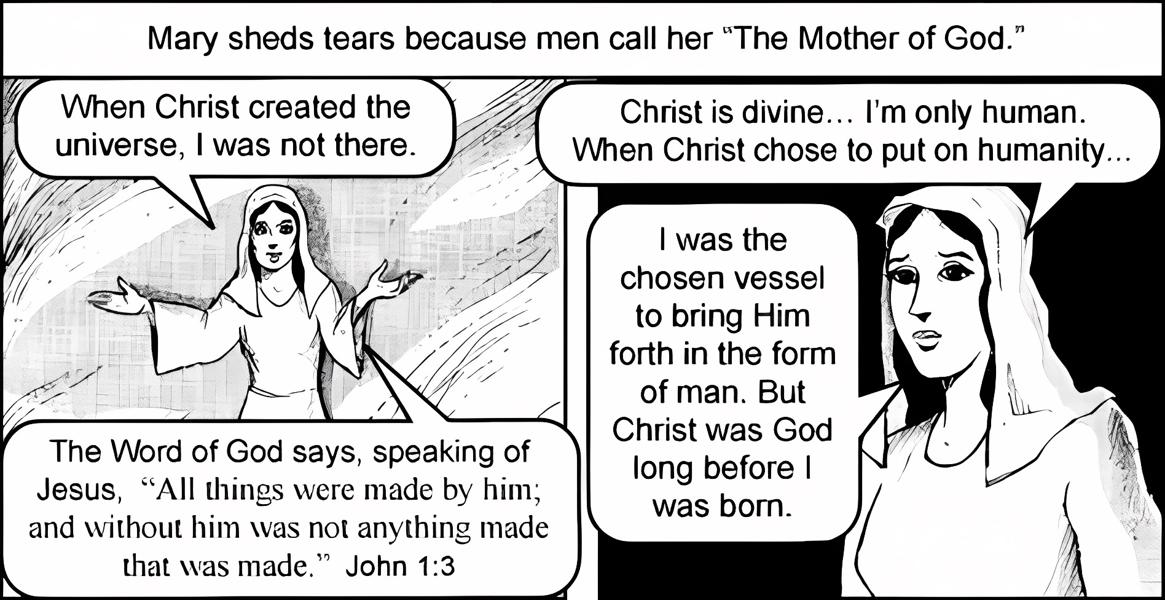 Mary sheds tears because men call her "The Mother of God."
When Christ created the
universe, I was not there.
The Word of God says, speaking of
Jesus, "All things were made by him;
and without him was not anything made
that was made." John 1:3
Christ is divine... I'm only human.
When Christ chose to put on humanity...
I was the
chosen vessel
to bring Him
forth in the form
of man. But
Christ was God
long before I
was born.